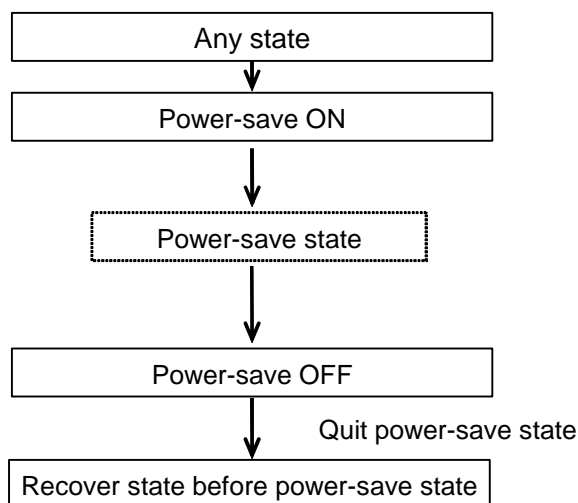 Any state
Power-save ON
Power-save state
Power-save OFF
Quit power-save state
Recover state before power-save state